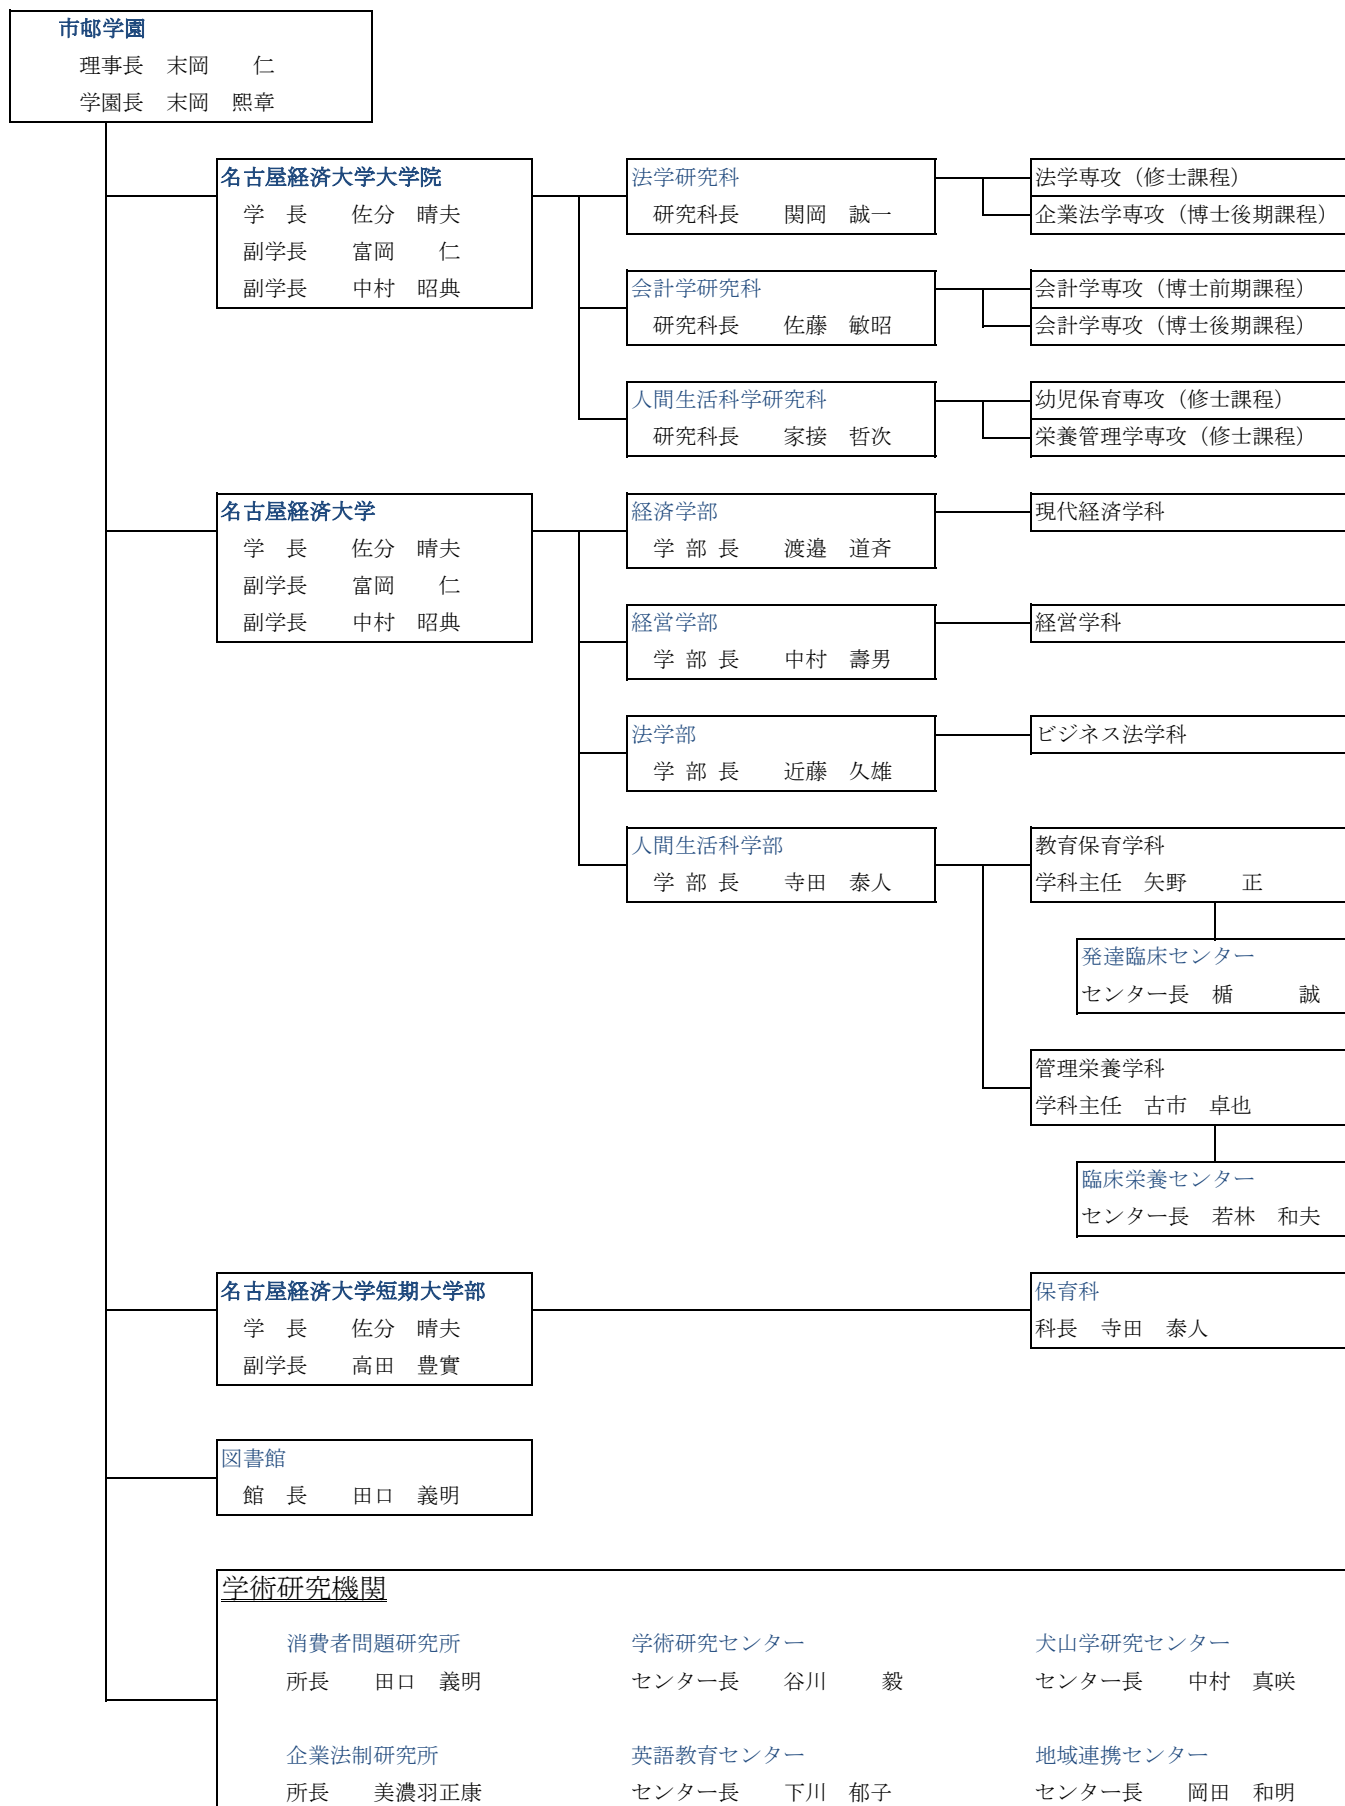 市邨学園
理事長　末岡　　仁
学園長　末岡　熙章
名古屋経済大学大学院
学　長　　佐分　晴夫
副学長　　富岡　　仁
副学長　　中村　昭典
法学研究科
研究科長　　関岡　誠一
法学専攻（修士課程）
企業法学専攻（博士後期課程）
会計学研究科
研究科長　　佐藤　敏昭
会計学専攻（博士前期課程）
会計学専攻（博士後期課程）
人間生活科学研究科
研究科長　　家接　哲次
幼児保育専攻（修士課程）
栄養管理学専攻（修士課程）
名古屋経済大学
学　長　　佐分　晴夫
副学長　　富岡　　仁
副学長　　中村　昭典
経済学部
学 部 長　　渡邉　道斉
現代経済学科
経営学部
学 部 長　　中村　壽男
経営学科
法学部
学 部 長　　近藤　久雄
ビジネス法学科
人間生活科学部
学 部 長　　寺田　泰人
教育保育学科
学科主任　矢野　　正
発達臨床センター
センター長　楯　　　誠
管理栄養学科
学科主任　古市　卓也
臨床栄養センター
センター長　若林　和夫
名古屋経済大学短期大学部
学　長　　佐分　晴夫
副学長　　高田　豊實
保育科
科長　寺田　泰人
図書館
館　長　　田口　義明
学術研究機関
消費者問題研究所
所長　　田口　義明
学術研究センター
センター長　　谷川　　毅
犬山学研究センター
センター長　　中村　真咲
企業法制研究所
所長　　美濃羽正康
英語教育センター
センター長　　下川　郁子
地域連携センター
センター長　　岡田　和明